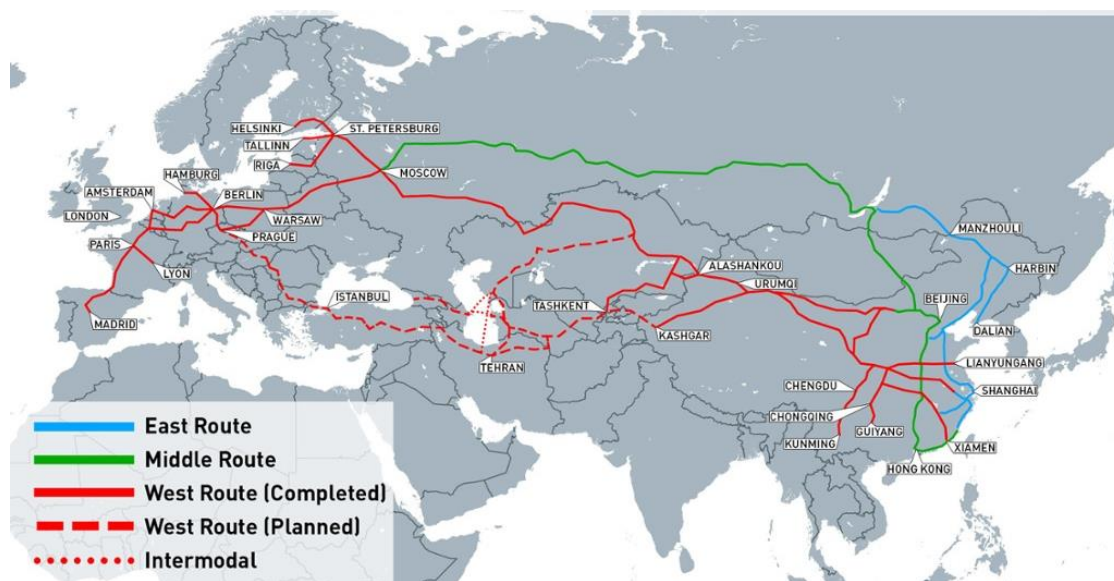 HELSINKI
ST. PETERSBURG
TALLINN
RIGA
MOSCOW
HAMBURG
AMSTERDAM
BERLIN
LONDON
WARSAW
PRAGUE
PARIS
LYON
MADRID
ISTANBUL
TEHRAN
TASHKENT
KASHGAR
ALASHANKOU
URUMQI
MANZHOULI
HARBIN
BEIJING
DALIAN
LIANYUNGANG
SHANGHAI
CHENGDU
CHONGQING
GUIYANG
KUNMING
XIAMEN
HONG KONG
East Route
Middle Route
West Route (Completed)
West Route (Planned)
Intermodal